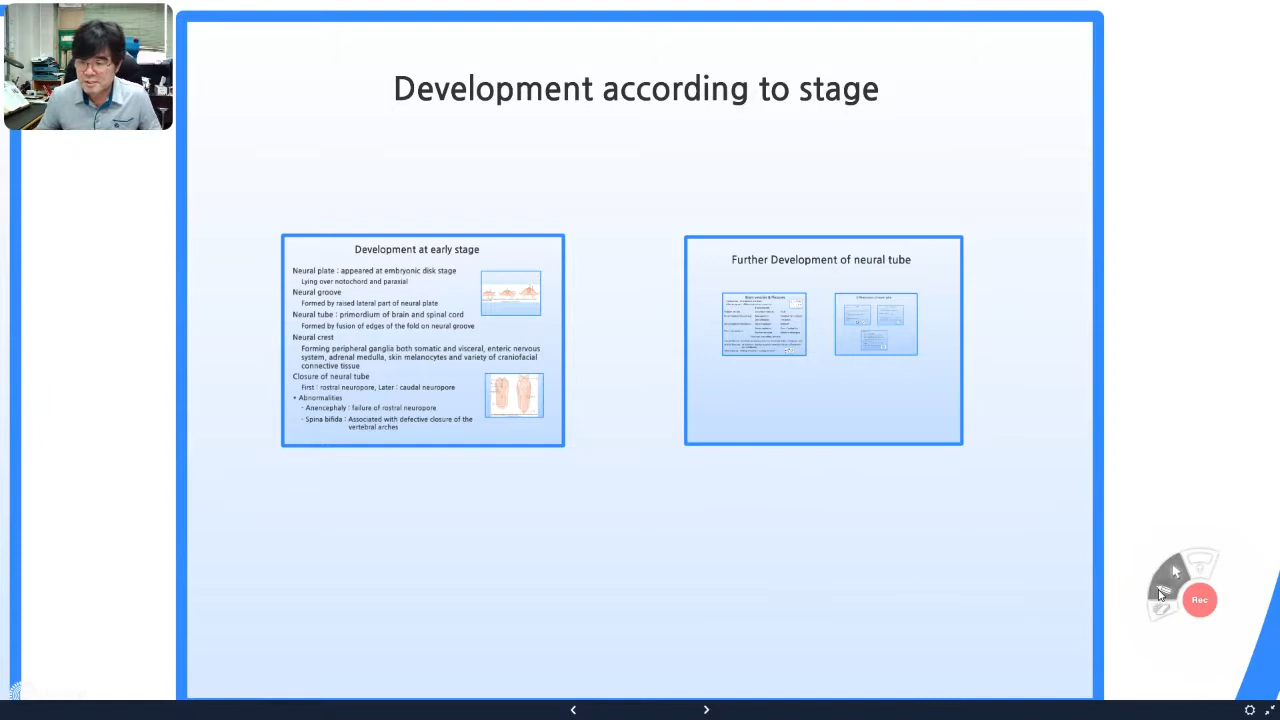 Development according to stage
Development at early stage
Neural plate : appeared at embryonic disk stage
Lying over notochord and paraxial
Neural groove
Formed by raised lateral part of neural plate
Neural tube : primordium of brain and spinal cord
Formed by fusion of edges of the fold on neural groove
Neural crest
Forming peripheral ganglia both somatic and visceral, enteric nervous
system, adrenal medulla, skin melanocytes and variety of craniofacial
connective tissue
Closure of neural tube
First : rostral neuropore, Later : caudal neuropore
• Abnormalities
- Anencephaly : failure of rostral neuropore
- Spina bifida : Associated with defective closure of the
vertebral arches
Further Development of neural tube
Rec